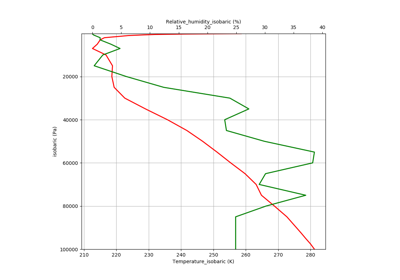 Relative_humidity_isobaric (%)
0 5 10 15 20 25 30 35 40
20000
40000
60000
80000
100000
Isobaric (Pa)
210 220 230 240 250 260 270 280
Temperature_isobaric (K)